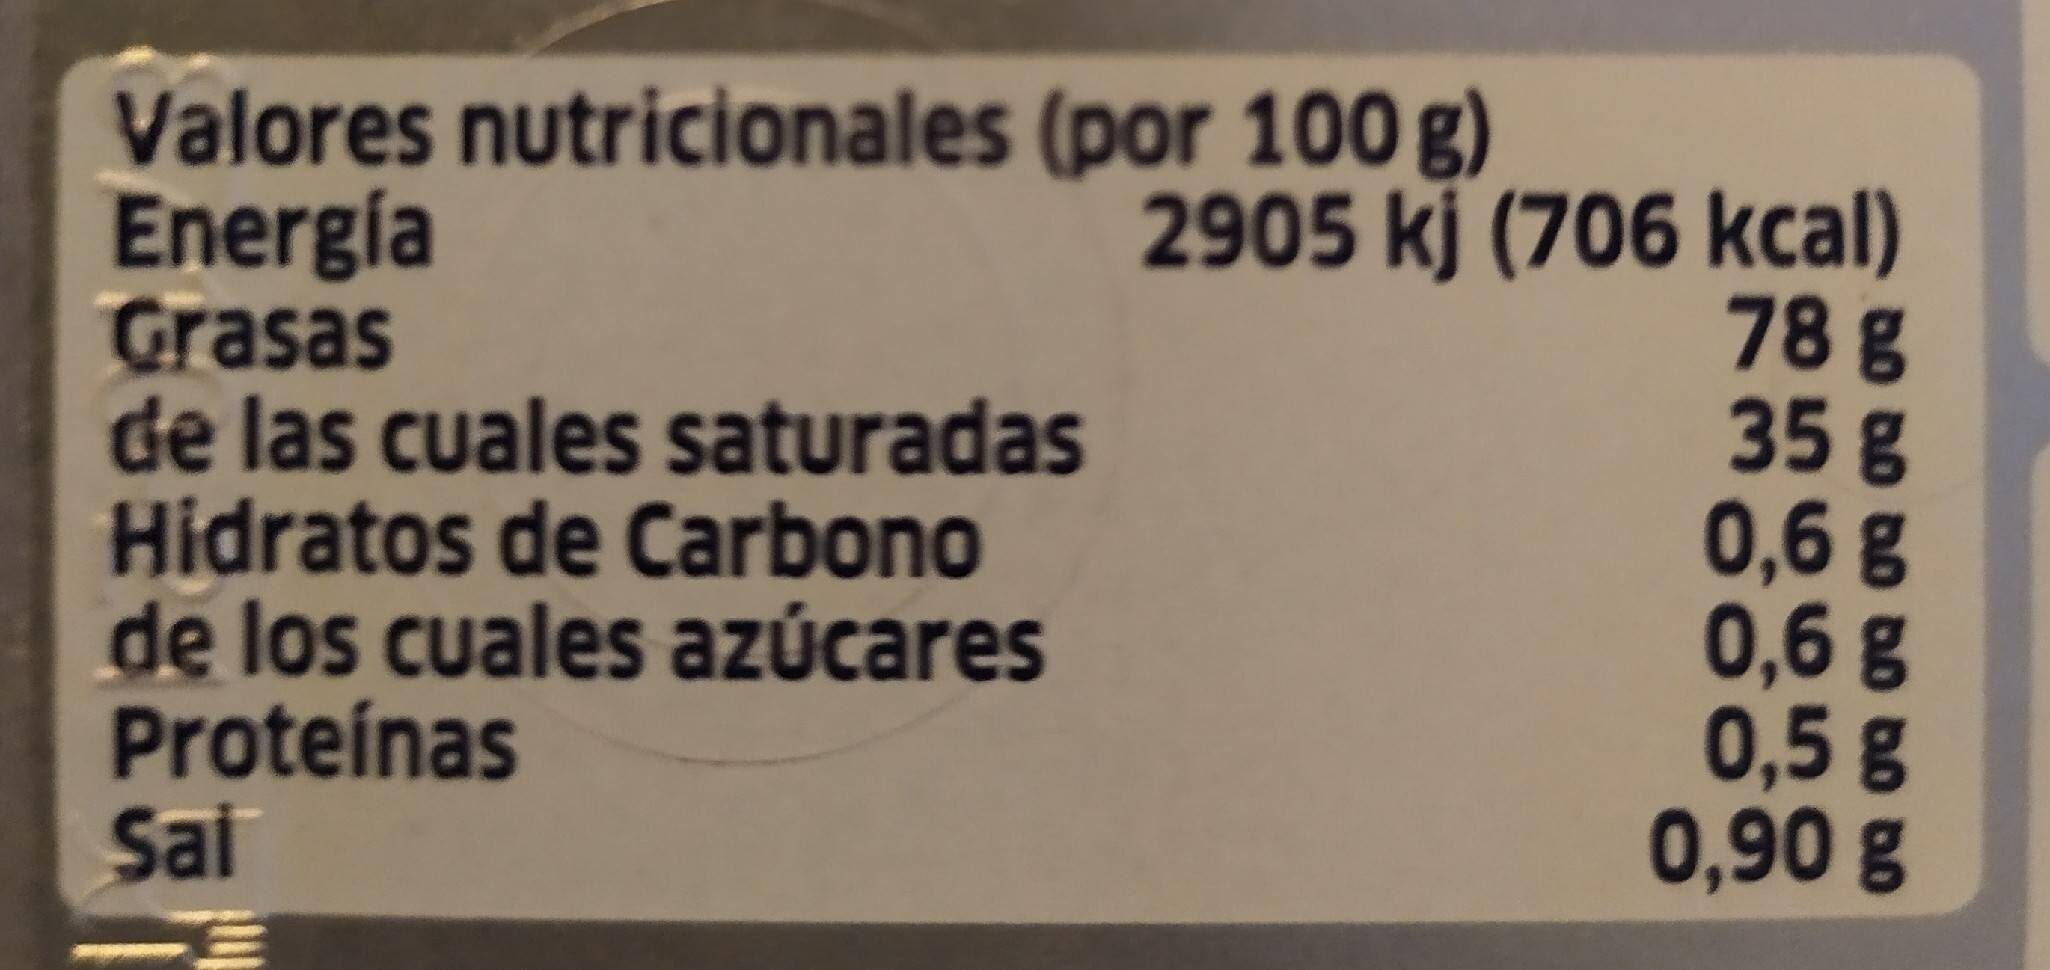 Valores nutricionales (por 100 g)
Energía 2905 kj (706 kcal)
Grasas 78 g
de las cuales saturadas 35 g
Hidratos de Carbono 0,6 g
de los cuales azúcares 0,6 g
Proteínas 0,5 g
Sal 0,90 g